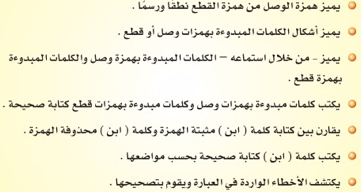 يميز همزة الوصل من همزة القطع نطقًا ورسمًا .
يميز أشكال الكلمات المبدوءة بهمزات وصل أو قطع .
يميز - من خلال استماعه – الكلمات المبدوءة بهمزة وصل والكلمات المبدوءة
بهمزة قطع .
يكتب كلمات مبدوءة بهمزات وصل وكلمات مبدوءة بهمزات قطع كتابة صحيحة .
يقارن بين كتابة كلمة ( ابن ) مثبتة الهمزة وكلمة ( ابن ) محذوفة الهمزة .
يكتب كلمة ( ابن ) كتابة صحيحة بحسب مواضعها .
يكتشف الأخطاء الواردة في العبارة ويقوم بتصحيحها .